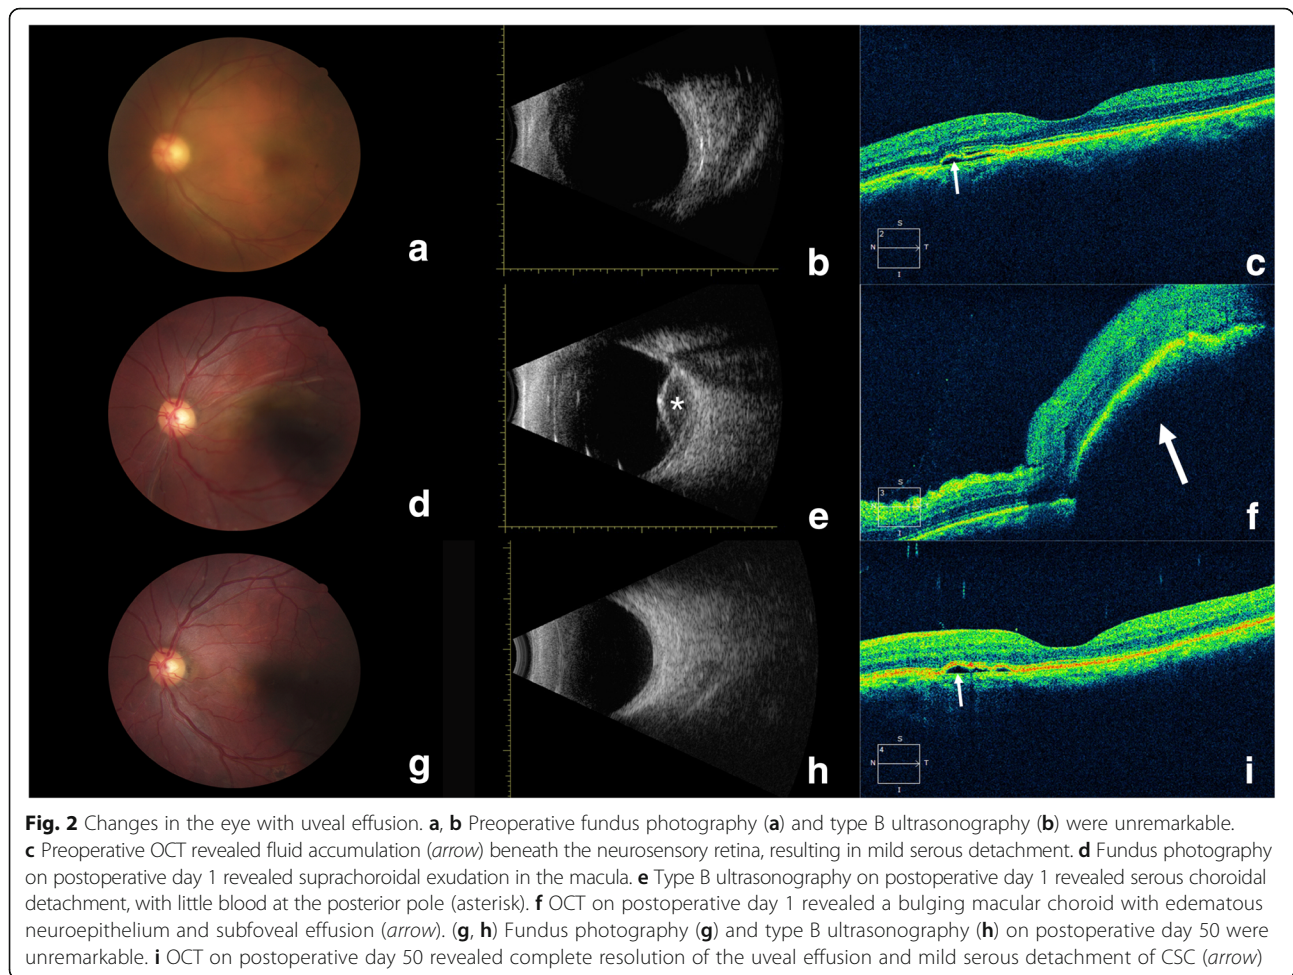 a
b
S
2
N
T
I
c
d
*
e
S
3
f
g
h
S
4
N
T
I
i
Fig. 2 Changes in the eye with uveal effusion. a, b Preoperative fundus photography (a) and type B ultrasonography (b) were unremarkable.
c Preoperative OCT revealed fluid accumulation (arrow) beneath the neurosensory retina, resulting in mild serous detachment. d Fundus photography
on postoperative day 1 revealed suprachoroidal exudation in the macula. e Type B ultrasonography on postoperative day 1 revealed serous choroidal
detachment, with little blood at the posterior pole (asterisk). f OCT on postoperative day 1 revealed a bulging macular choroid with edematous
neuroepithelium and subfoveal effusion (arrow). (g, h) Fundus photography (g) and type B ultrasonography (h) on postoperative day 50 were
unremarkable. i OCT on postoperative day 50 revealed complete resolution of the uveal effusion and mild serous detachment of CSC (arrow)